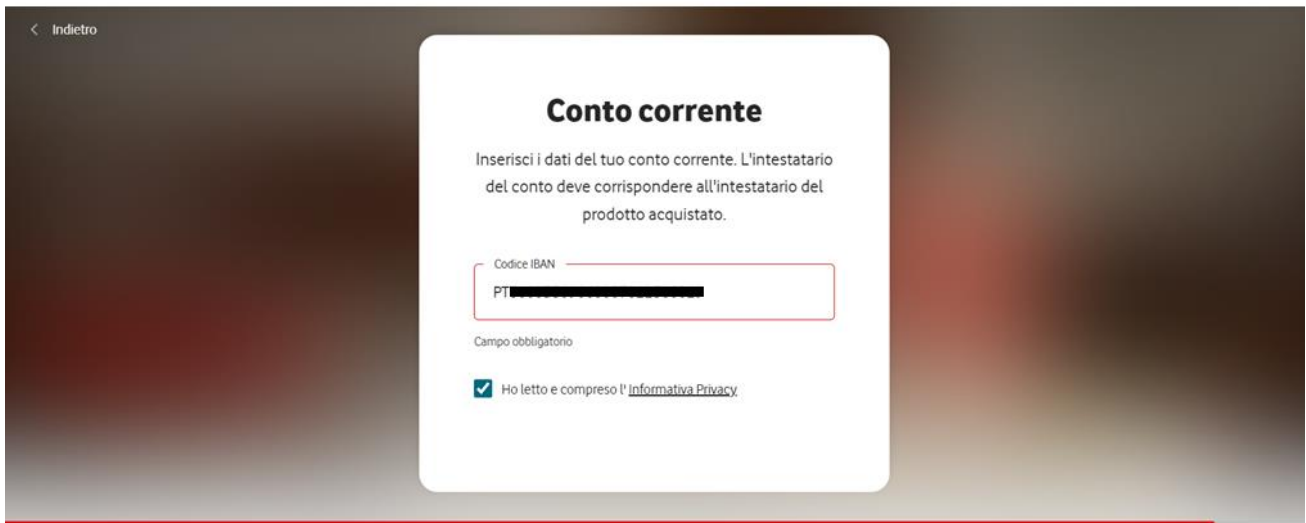 Indietro
Conto corrente
Inserisci i dati del tuo conto corrente. L'intestatario
del conto deve corrispondere all'intestatario del
prodotto acquistato.
Codice IBAN
PT
Campo obbligatorio
Ho letto e compreso l' Informativa Privacy